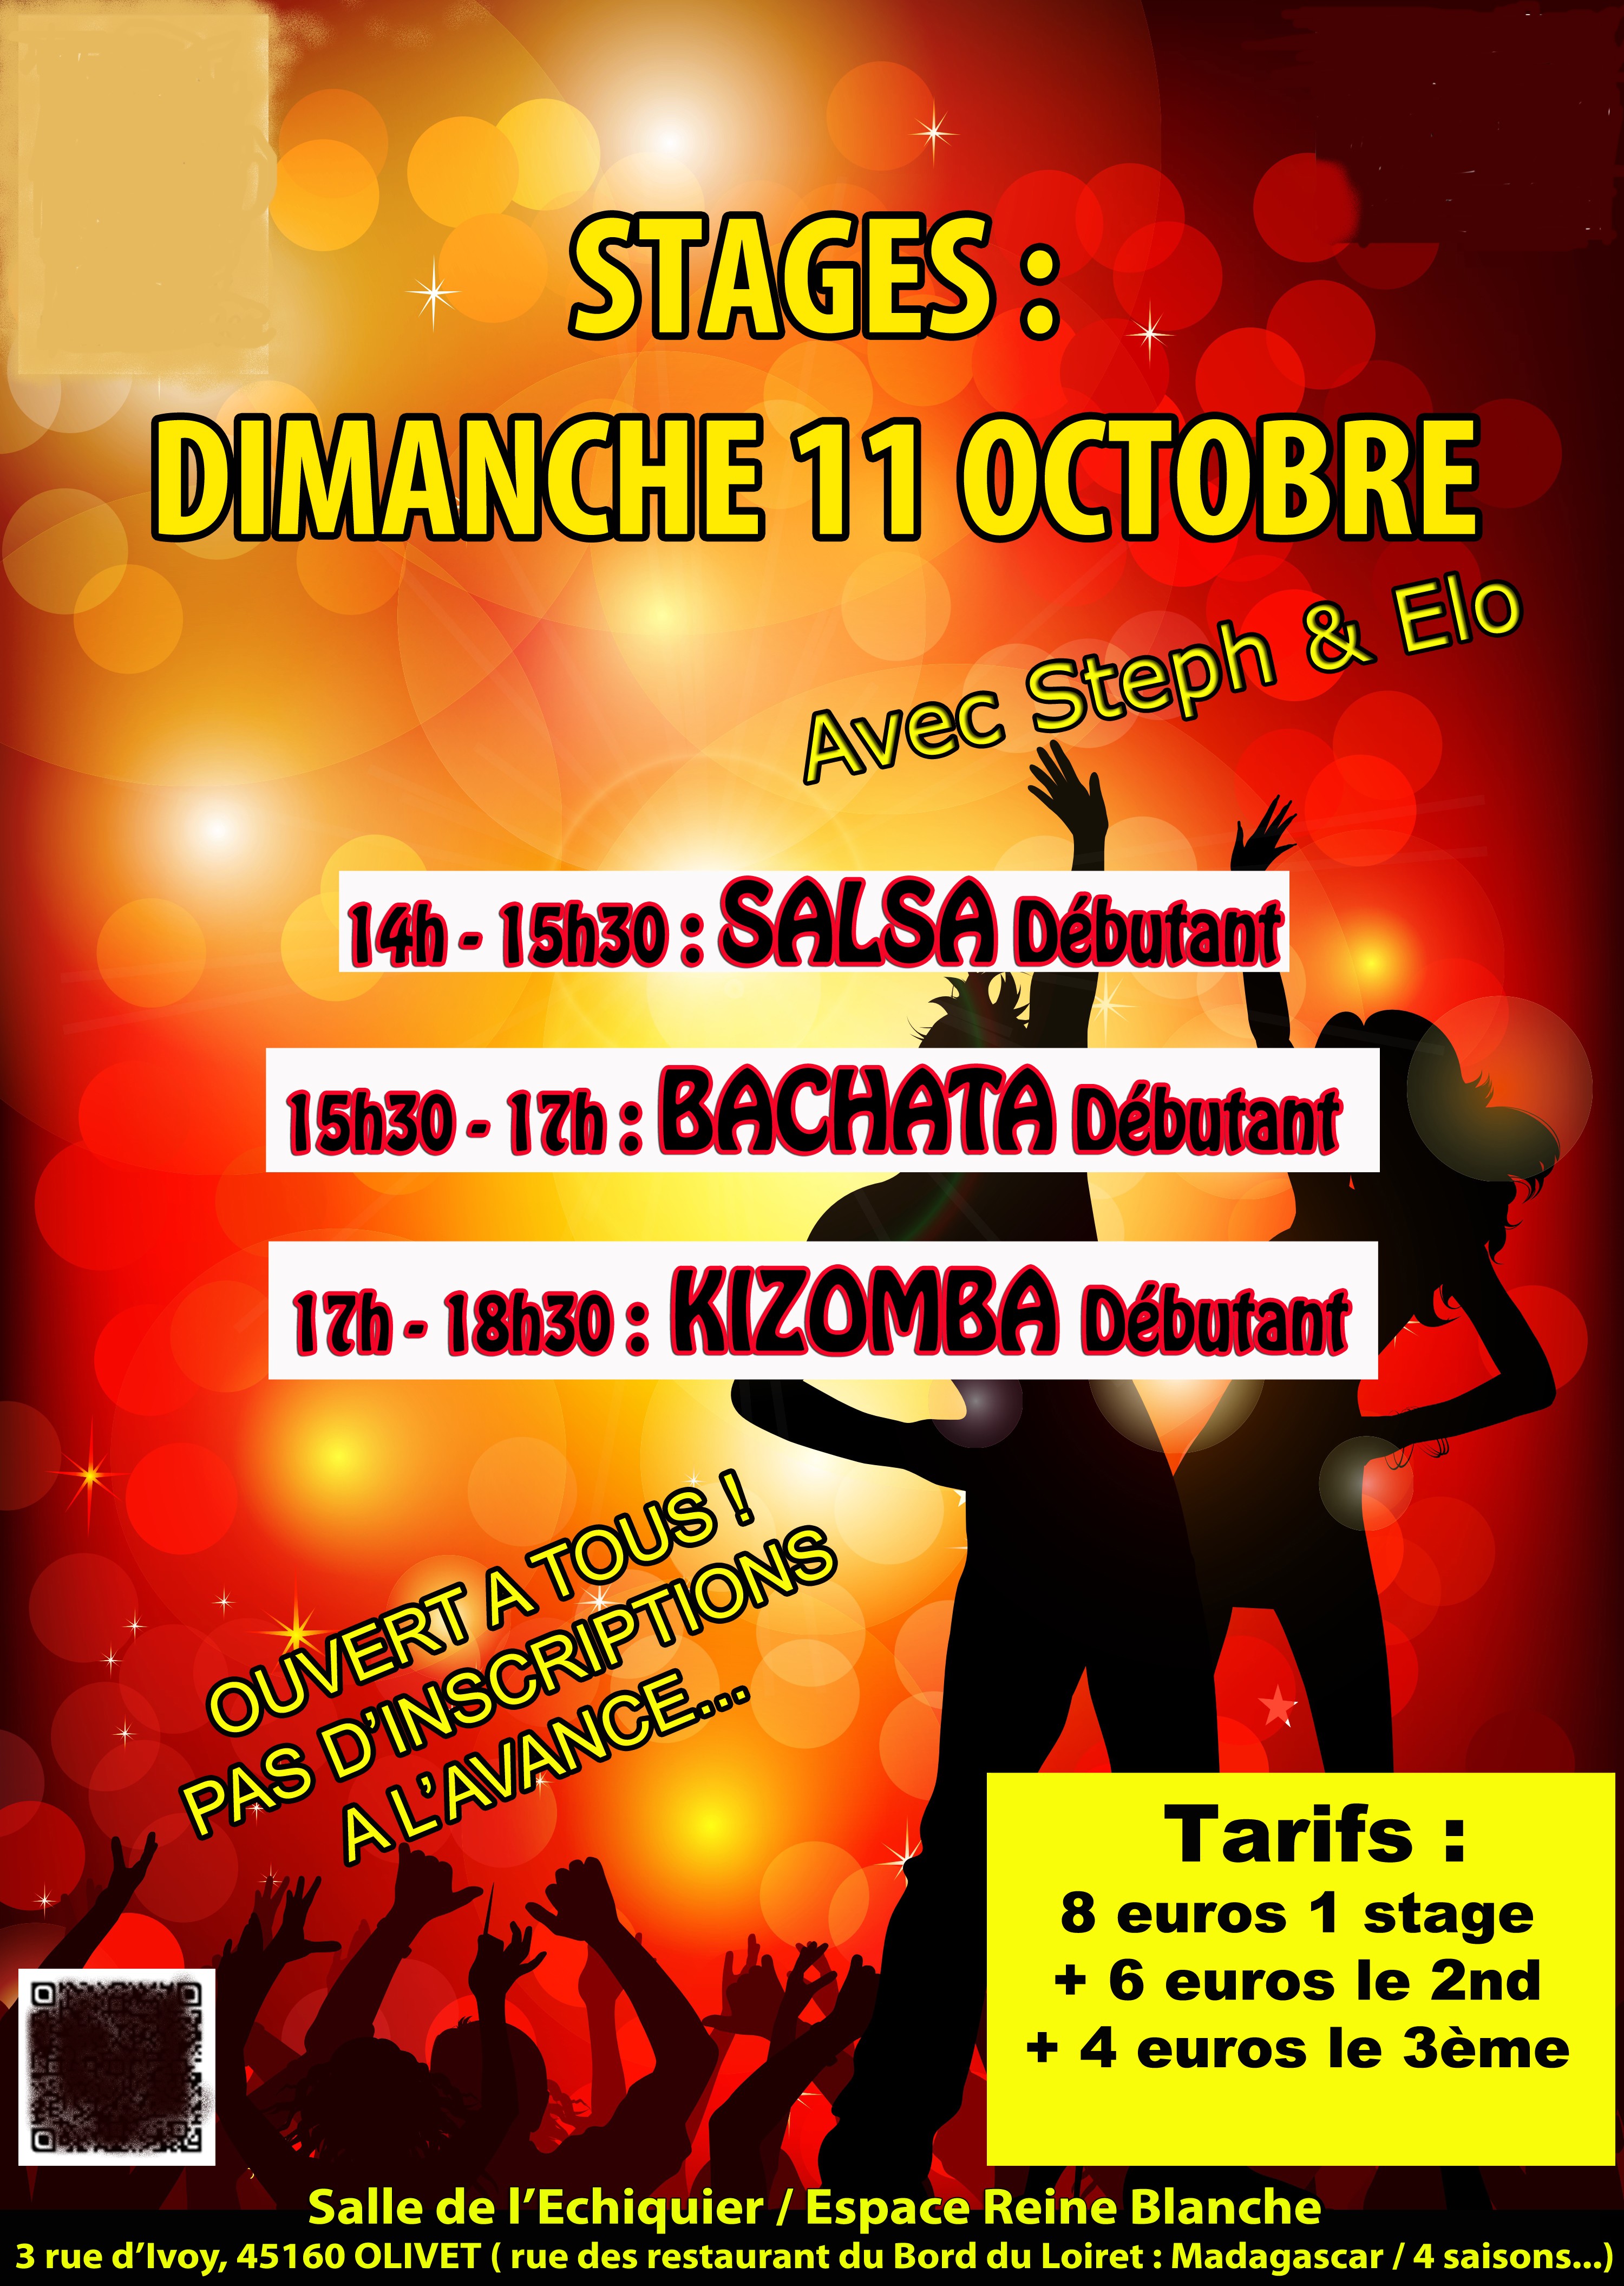 STAGES :
DIMANCHE 11 OCTOBRE
Avec Steph & Elo
14h - 15h30 : SALSA Débutant
15h30 - 17h : BACHATA Débutant
17h - 18h30 : KIZOMBA Débutant
OUVERT A TOUS !
PAS D’INSCRIPTIONS
A L’AVANCE...
Tarifs :
8 euros 1 stage
+ 6 euros le 2nd
+ 4 euros le 3ème
Salle de l’Echiquier / Espace Reine Blanche
3 rue d’Ivoy, 45160 OLIVET ( rue des restaurant du Bord du Loiret : Madagascar / 4 saisons...)